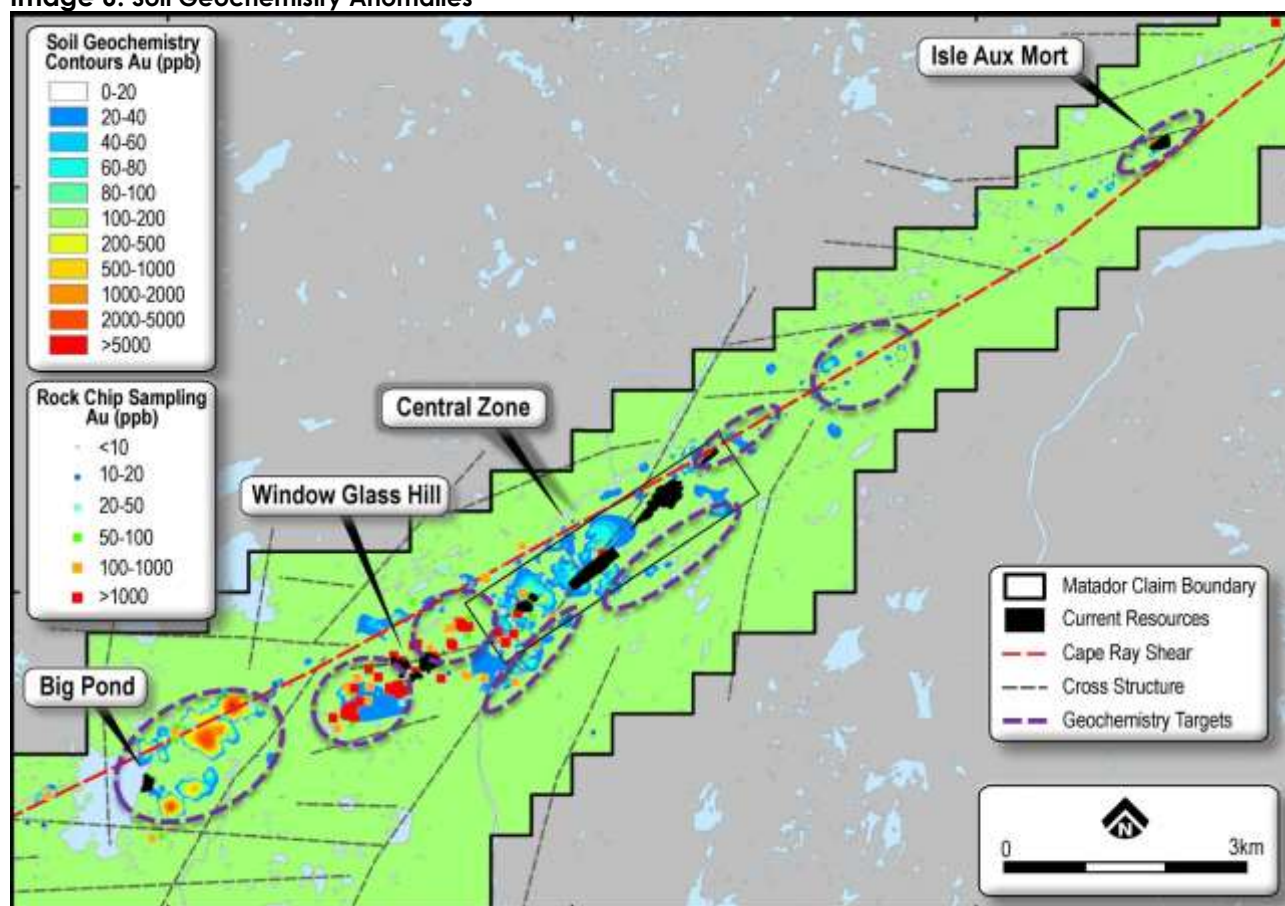 Image 6: Soil Geochemistry Anomalies
Soil Geochemistry
Contours Au (ppb)
0-20
20-40
40-60
60-80
80-100
100-200
200-500
500-1000
1000-2000
2000-5000
>5000
Rock Chip Sampling
Au (ppb)
<10
10-20
20-50
50-100
100-1000
>1000
Isle Aux Mort
Central Zone
Window Glass Hill
Big Pond
Matador Claim Boundary
Current Resources
Cape Ray Shear
Cross Structure
Geochemistry Targets
N
0 3km